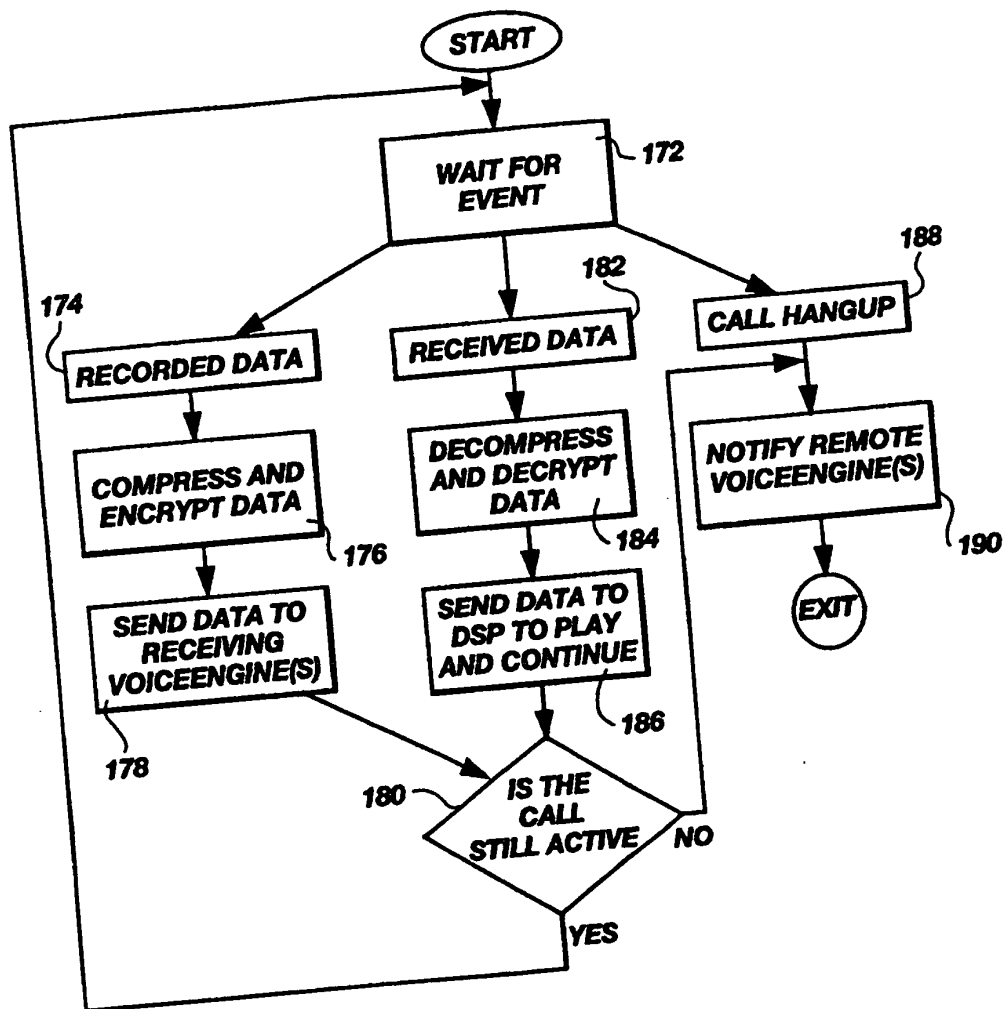 START
WAIT FOR
EVENT
172
174
RECORDED DATA
182
RECEIVED DATA
188
CALL HANGUP
COMPRESS AND
ENCRYPT DATA
176
DECOMPRESS
AND DECRYPT
DATA
184
NOTIFY REMOTE
VOICEENGINE(S)
190
SEND DATA TO
RECEIVING
VOICEENGINE(S)
178
SEND DATA TO
DSP TO PLAY
AND CONTINUE
186
EXIT
180
IS THE
CALL
STILL ACTIVE
NO
YES